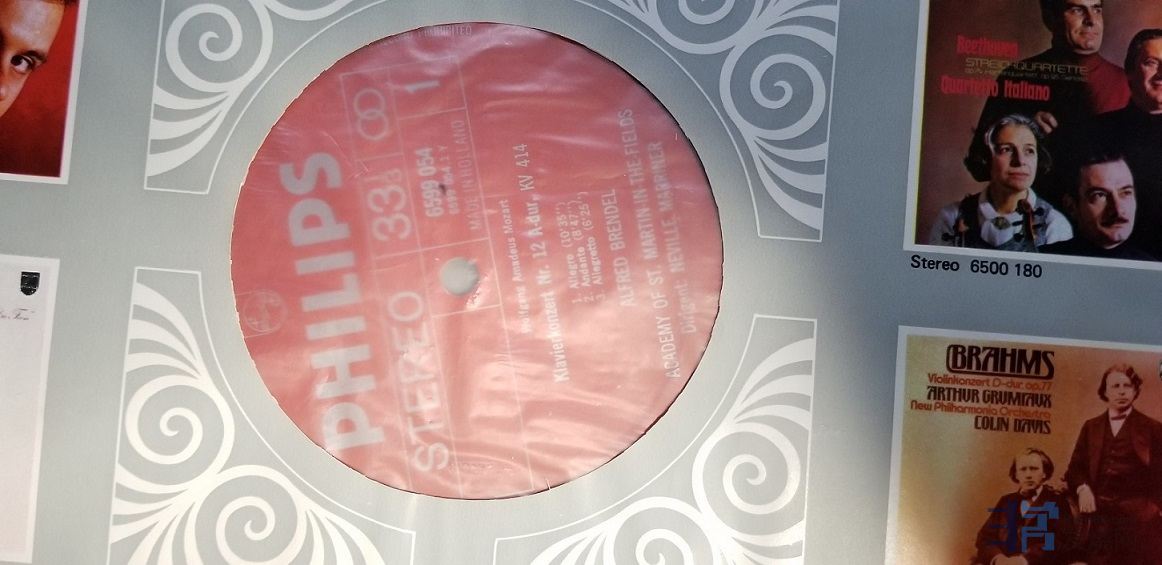 PHILIPS
STEREO 33⅓
1
6599 054
MADE IN HOLLAND
Wolfgang Amadeus Mozart
Klavierkonzert Nr. 12 A-dur, KV 414
1. Allegro (10'35")
2. Andante (8'47")
3. Allegretto (6'25")
ALFRED BRENDEL
ACADEMY OF ST. MARTIN-IN-THE-FIELDS
Dirigent: NEVILLE MARRINER
Beethoven
STREICHQUARTETTE
Quartetto Italiano
Stereo 6500 180
BRAHMS
Violinkonzert D-dur op.77
ARTHUR GRUMIAUX
New Philharmonia Orchestra
COLIN DAVIS